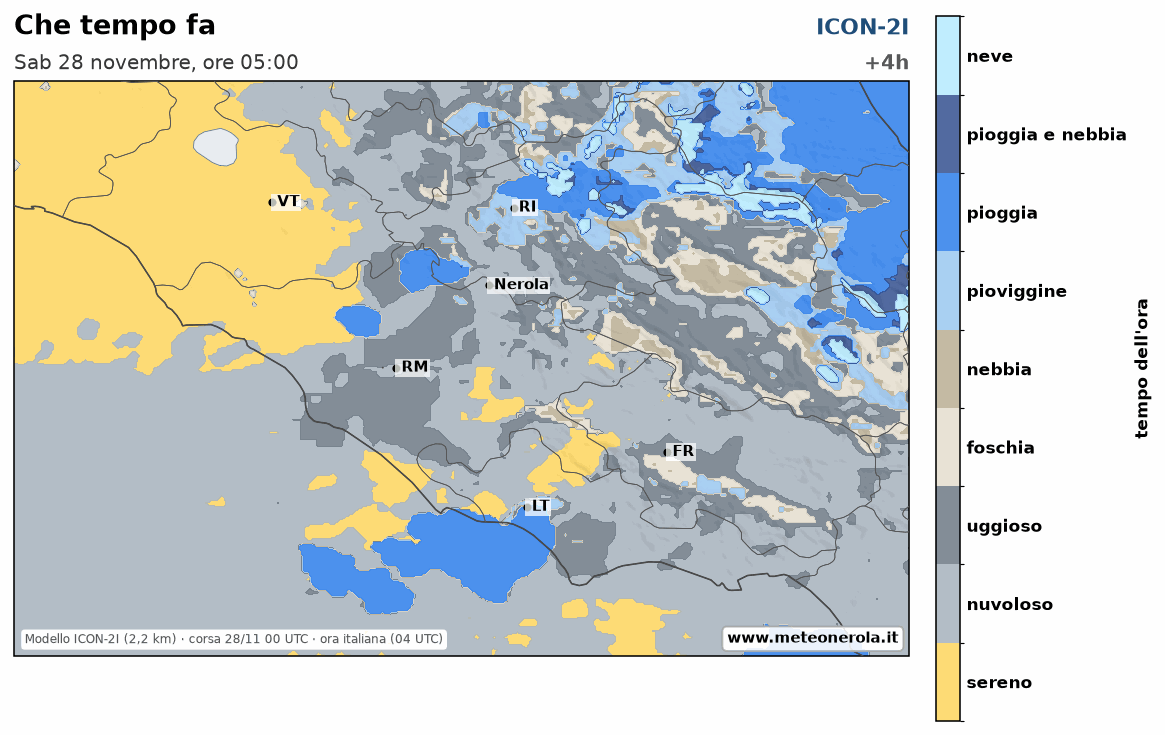 Che tempo fa
ICON-2I
Sab 28 novembre, ore 05:00
+4h
neve
pioggia e nebbia
pioggia
pioviggine
nebbia
foschia
uggioso
nuvoloso
sereno
tempo dell'ora
VT
RI
Nerola
RM
FR
LT
Modello ICON-2I (2,2 km) · corsa 28/11 00 UTC · ora italiana (04 UTC)
www.meteonerola.it